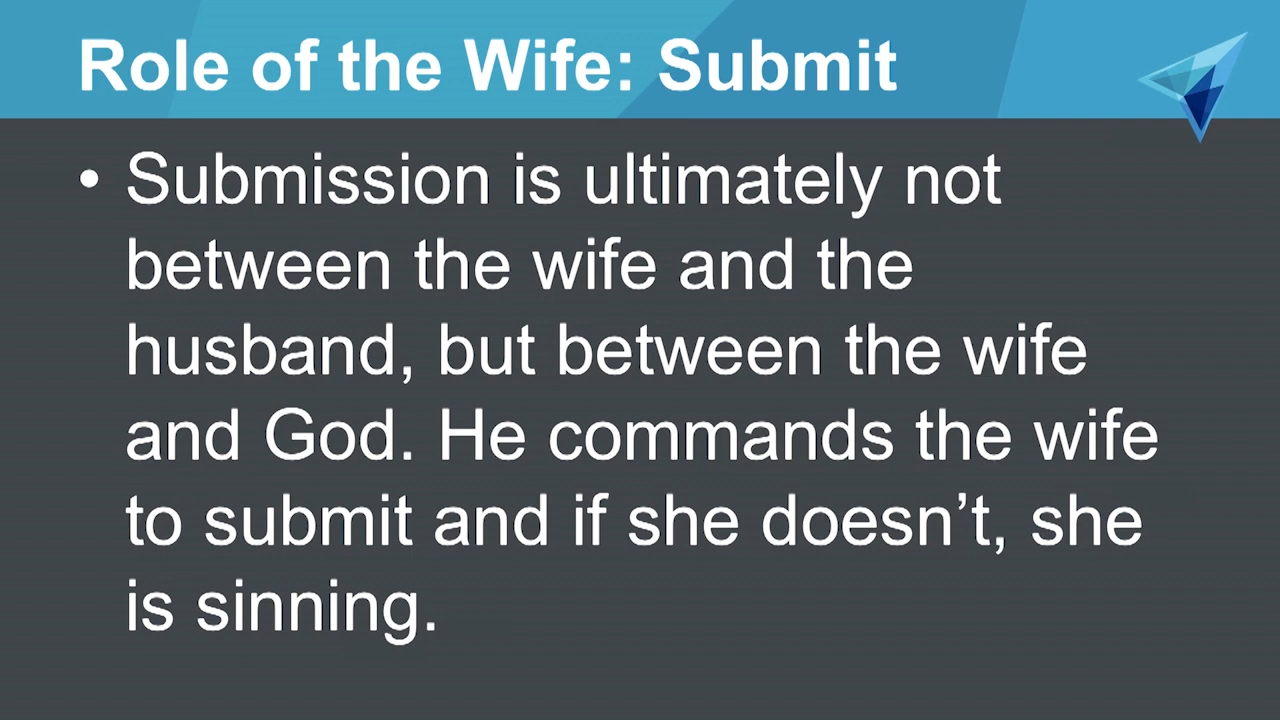 Role of the Wife: Submit
• Submission is ultimately not
between the wife and the
husband, but between the wife
and God. He commands the wife
to submit and if she doesn’t, she
is sinning.